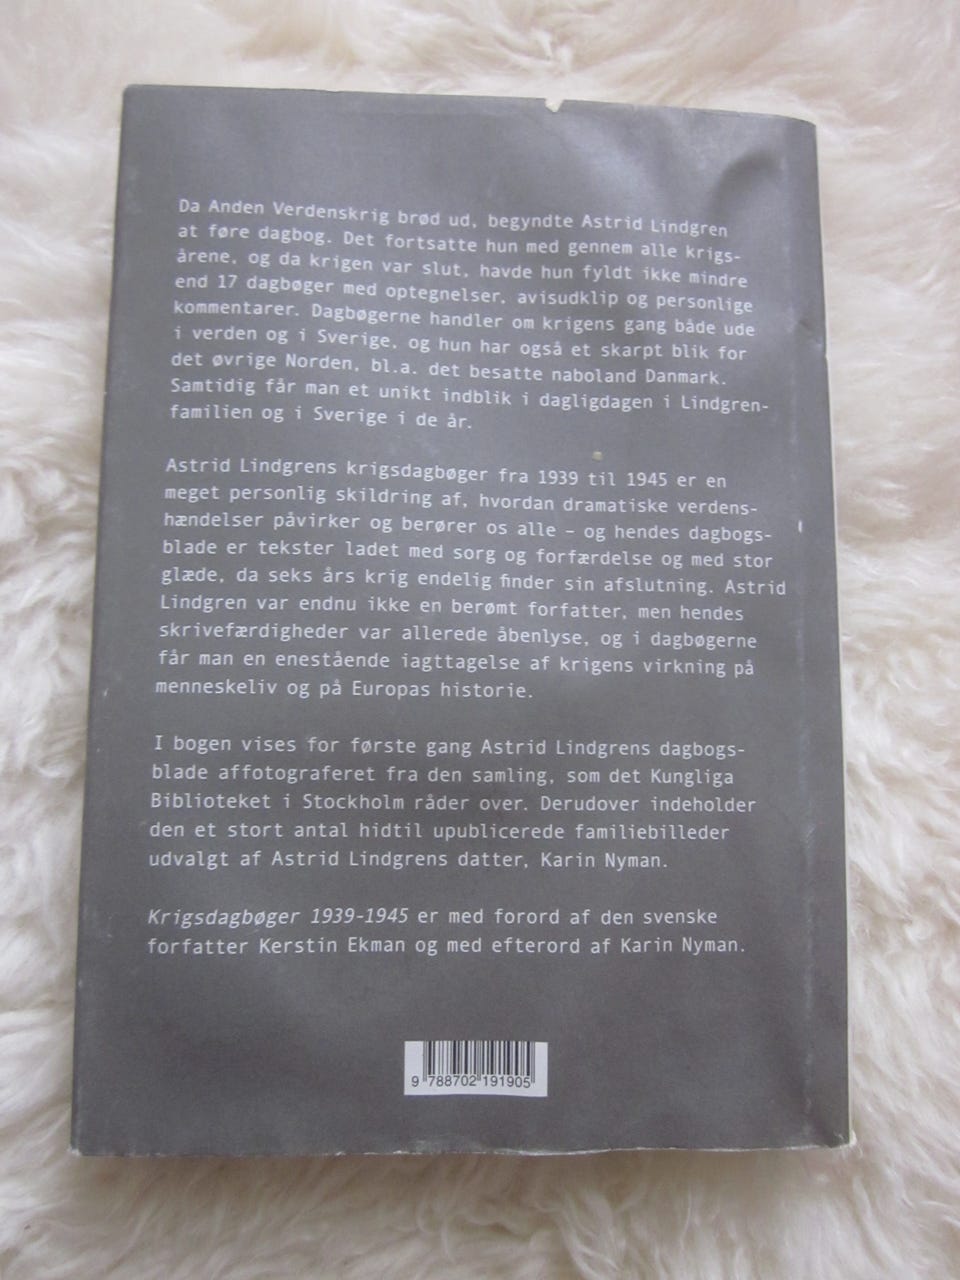 Da Anden Verdenskrig brød ud, begyndte Astrid Lindgren
at føre dagbog. Det fortsatte hun med gennem alle krigs-
årene, og da krigen var slut, havde hun fyldt ikke mindre
end 17 dagbøger med optegnelser, avisudklip og personlige
kommentarer. Dagbøgerne handler om krigens gang både ude
i verden og i Sverige, og hun har også et skarpt blik for
det øvrige Norden, bl.a. det besatte naboland Danmark.
Samtidig får man et unikt indblik i dagligdagen i Lindgren-
familien og i Sverige i de år.
Astrid Lindgrens krigsdagbøger fra 1939 til 1945 er en
meget personlig skildring af, hvordan dramatiske verdens-
hændelser påvirker og berører os alle – og hendes dagbogs-
blade er tekster ladet med sorg og forfærdelse og med stor
glæde, da seks års krig endelig finder sin afslutning. Astrid
Lindgren var endnu ikke en berømt forfatter, men hendes
skrivefærdigheder var allerede åbenlyse, og i dagbøgerne
får man en enestående iagttagelse af krigens virkning på
menneskeliv og på Europas historie.
I bogen vises for første gang Astrid Lindgrens dagbogs-
blade affotograferet fra den samling, som det Kungliga
Biblioteket i Stockholm råder over. Derudover indeholder
den et stort antal hidtil upublicerede familiebilleder
udvalgt af Astrid Lindgrens datter, Karin Nyman.
Krigsdagbøger 1939-1945 er med forord af den svenske
forfatter Kerstin Ekman og med efterord af Karin Nyman.
9 788702 191905